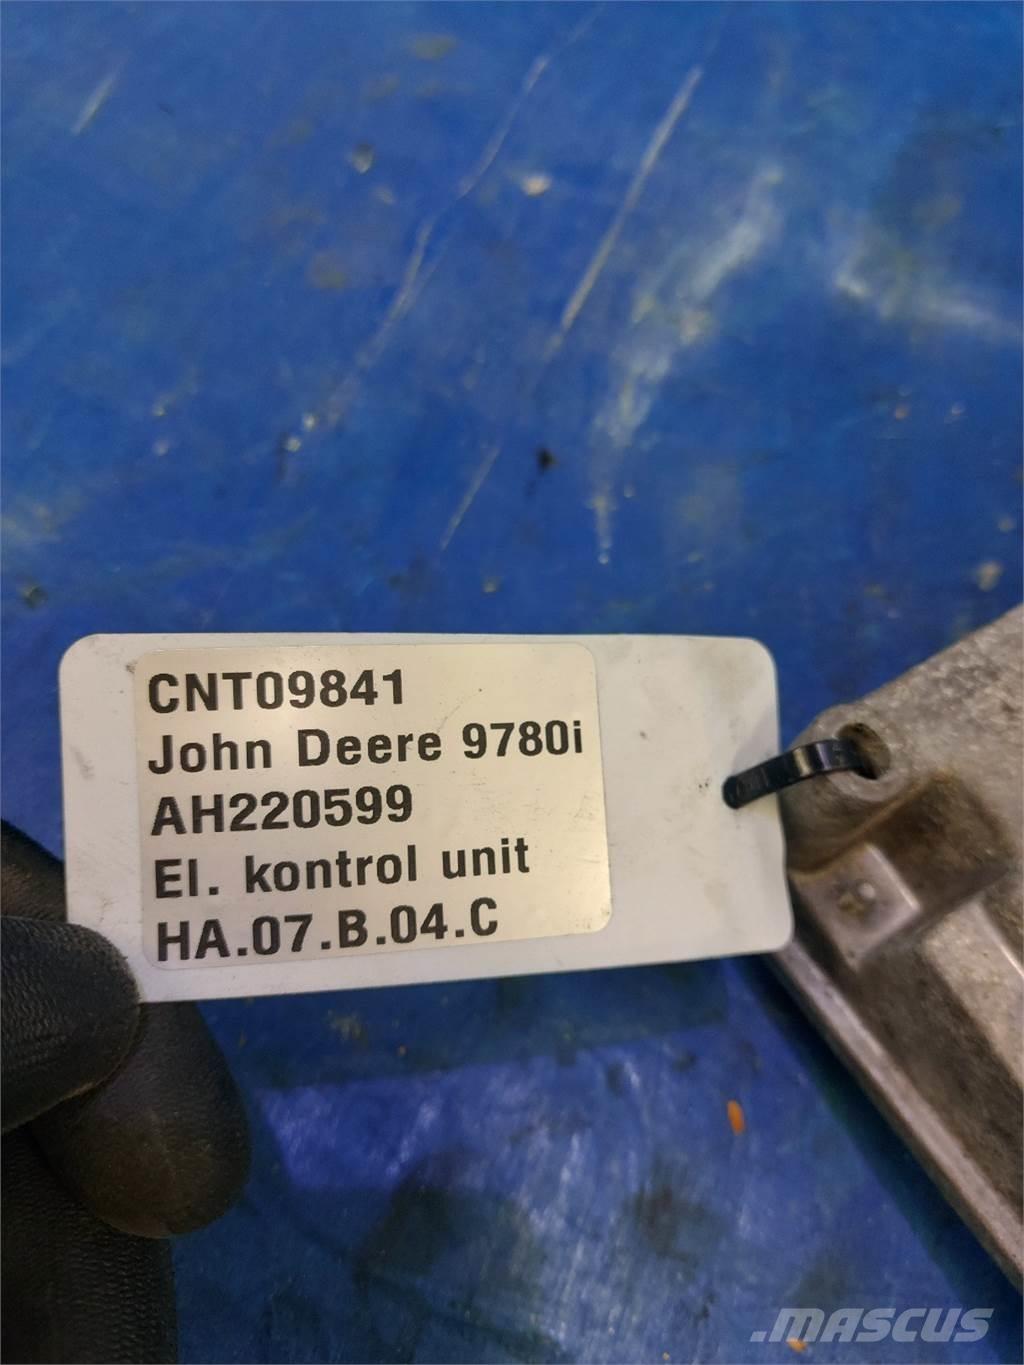 CNT09841
John Deere 9780i
AH220599
El. kontrol unit
HA.07.B.04.C
.MASCUS